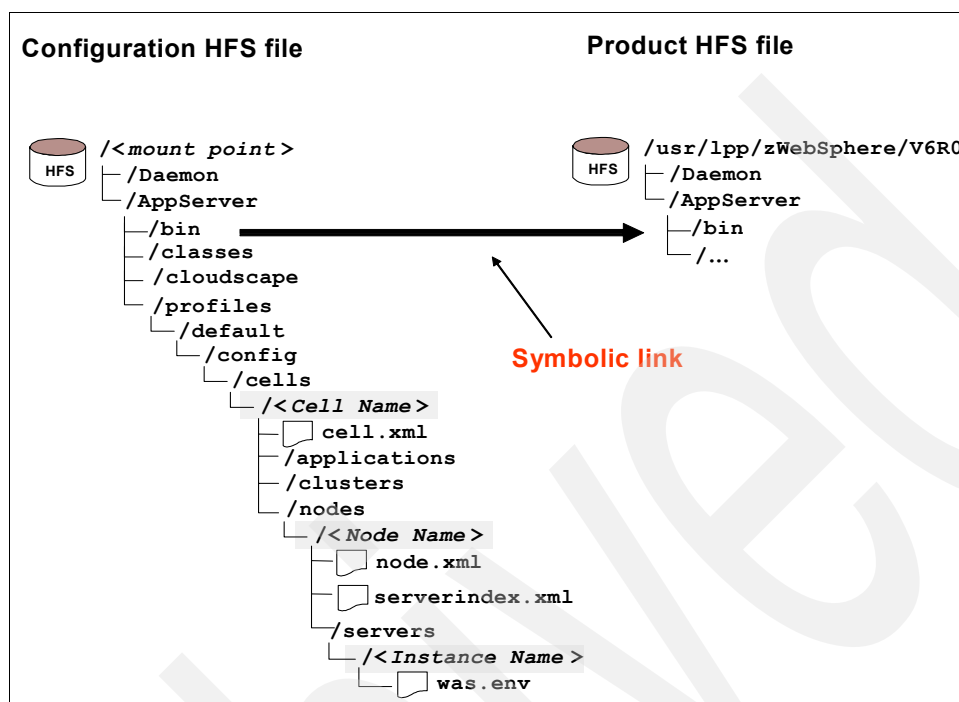 Configuration HFS file
Product HFS file
HFS
/<mount point>
/Daemon
/AppServer
/bin
/classes
/cloudscape
/profiles
/default
/config
/cells
/<Cell Name>
cell.xml
/applications
/clusters
/nodes
/<Node Name>
node.xml
serverindex.xml
/servers
/<Instance Name>
was.env
Symbolic link
HFS
/usr/lpp/zWebSphere/V6R0
/Daemon
/AppServer
/bin
/...